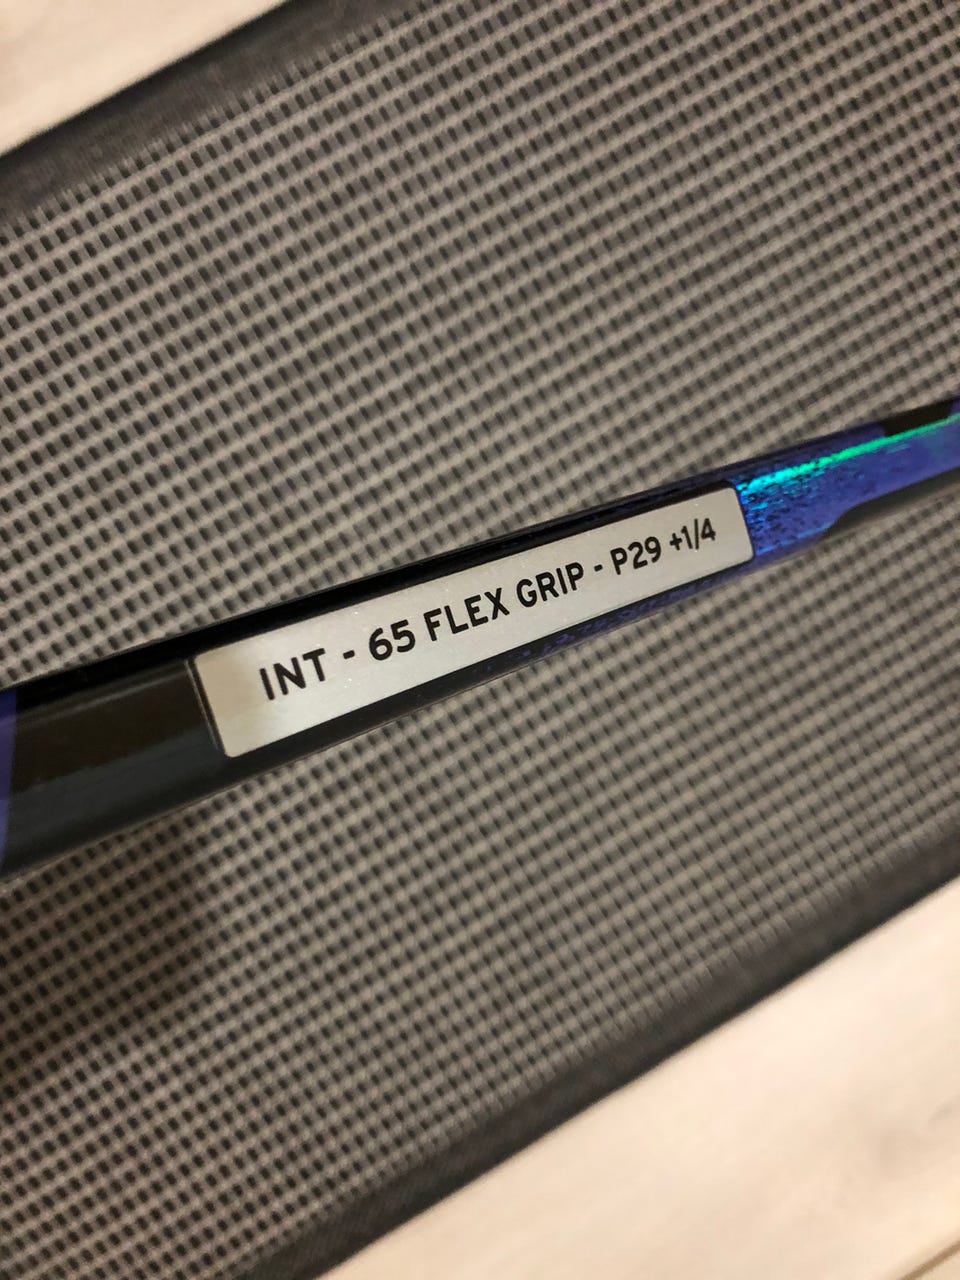 INT - 65 FLEX GRIP - P29 +1/4